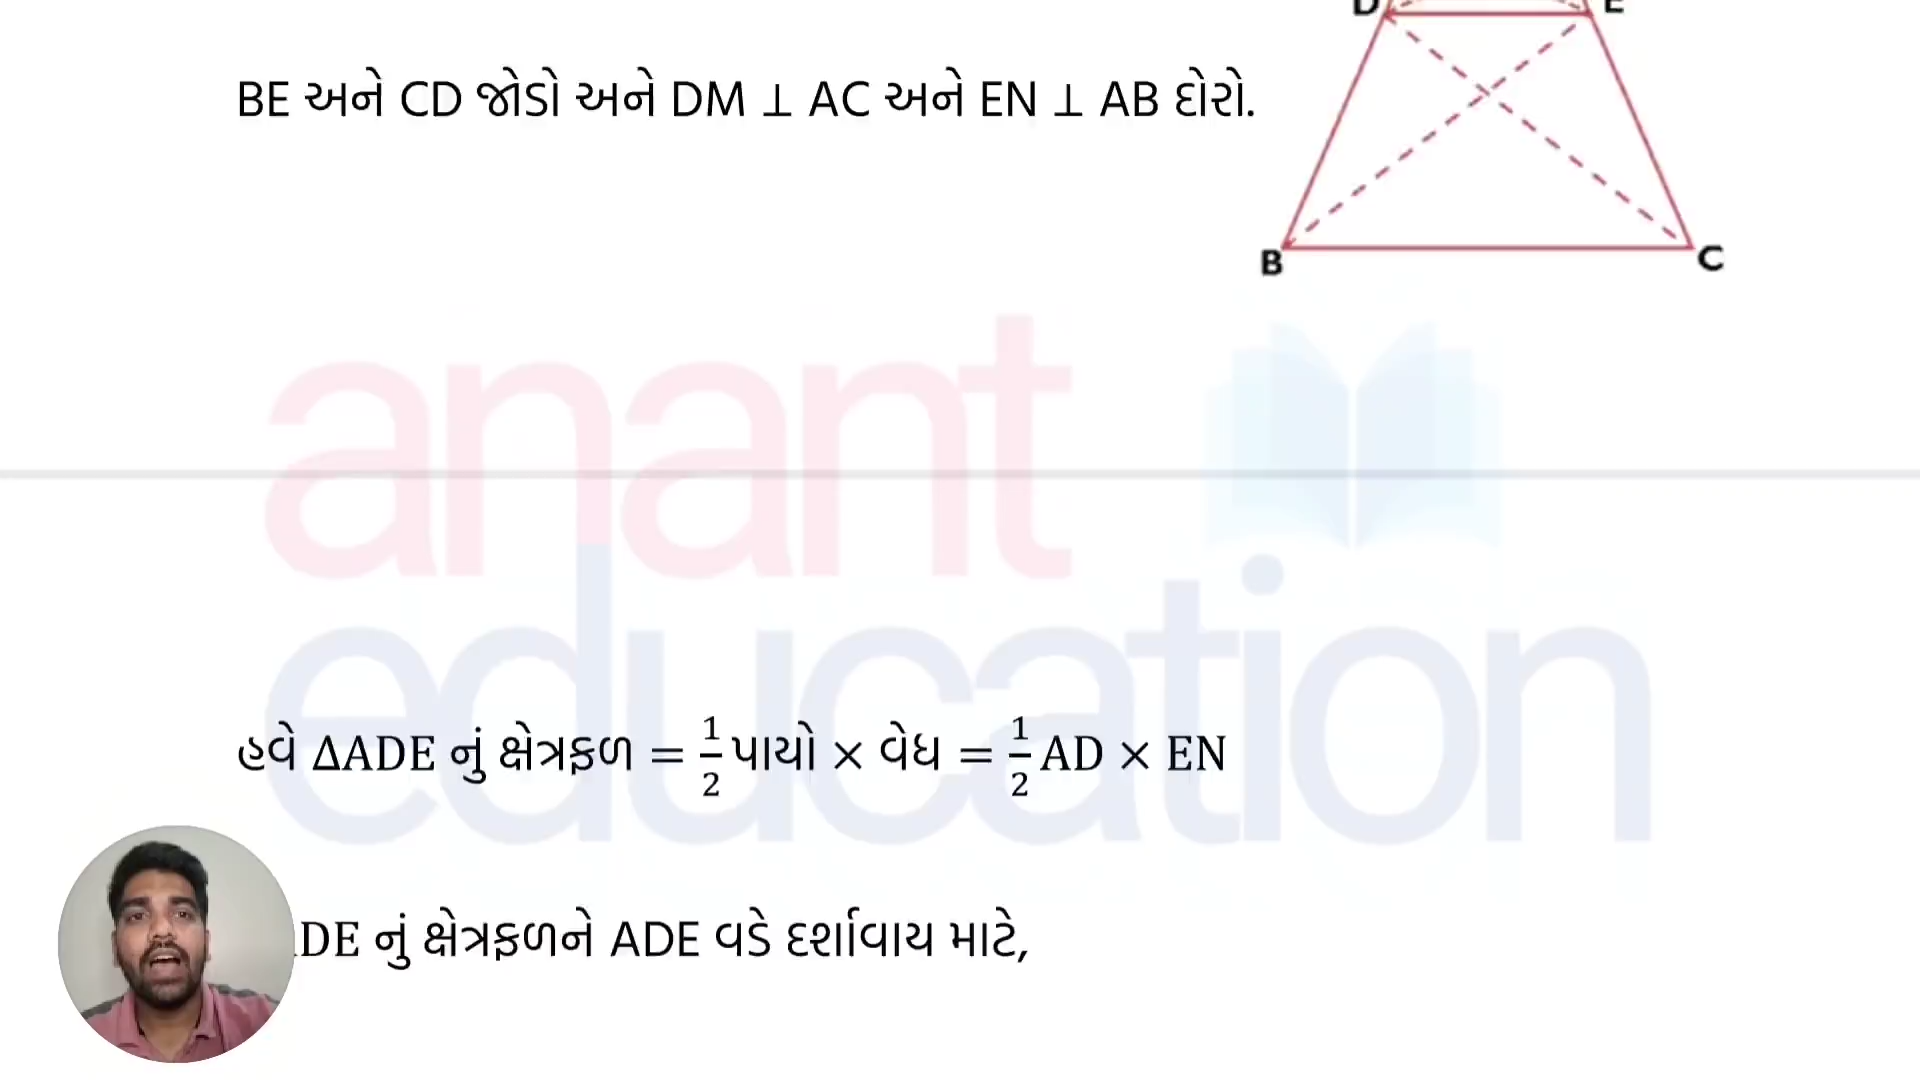 D E
BE અને CD જોડો અને DM ⊥ AC અને EN ⊥ AB દોરો.
B C
anant
education
હવે ΔADE નું ક્ષેત્રફળ = 1/2 પાયો × વેધ = 1/2 AD × EN
DE નું ક્ષેત્રફળને ADE વડે દર્શાવાય માટે,